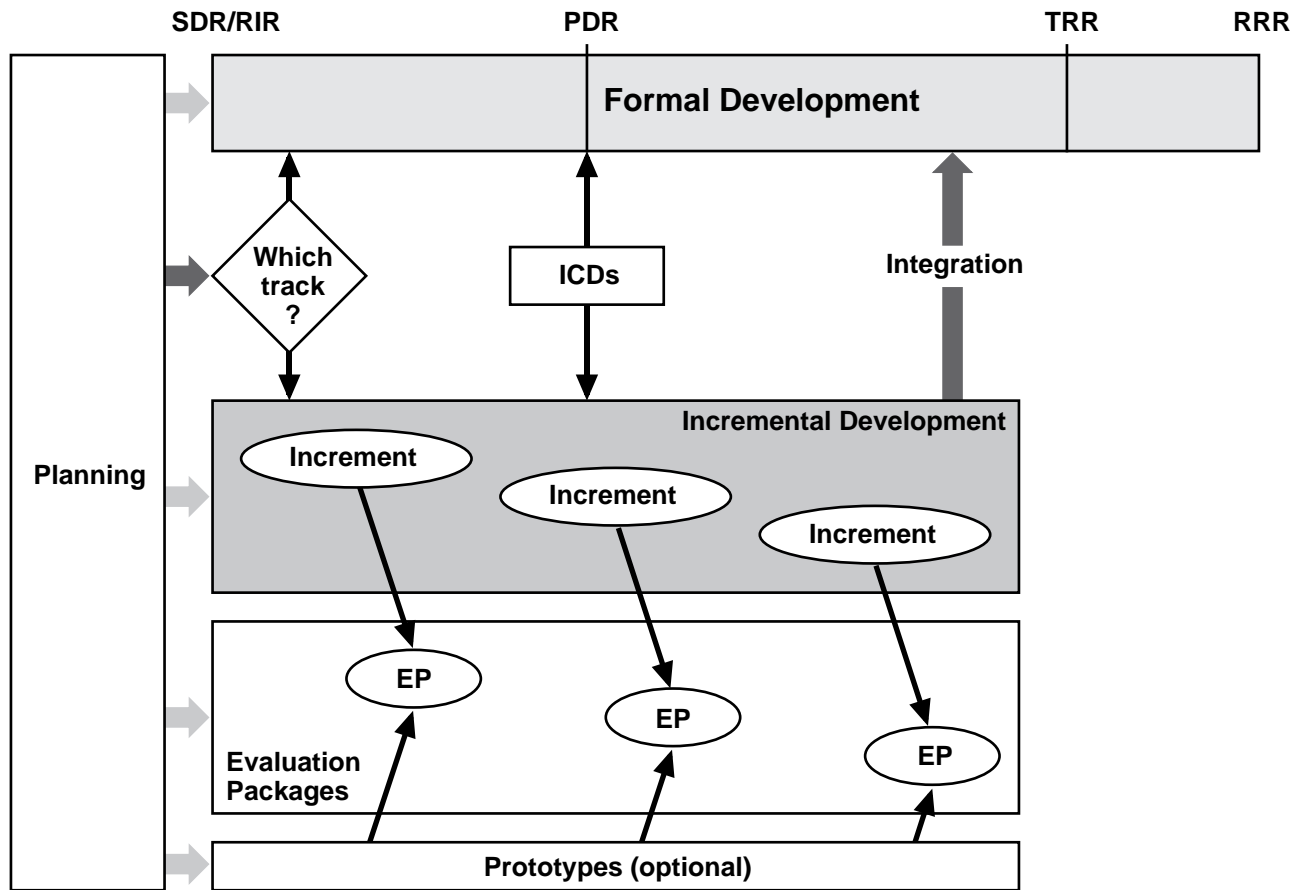 SDR/RIR
PDR
TRR
RRR
Formal Development
Which
track
?
ICDs
Integration
Planning
Incremental Development
Increment
Increment
Increment
EP
EP
EP
Evaluation
Packages
Prototypes (optional)